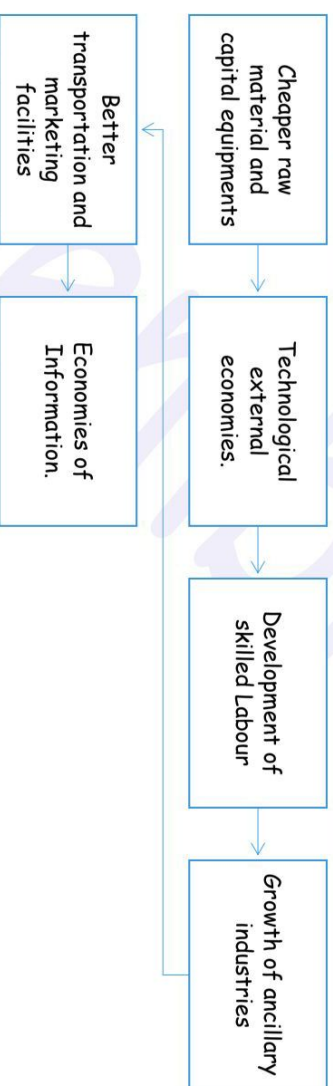 Cheaper raw
material and
capital equipments
Technological
external
economies.
Development of
skilled Labour
Growth of ancillary
industries
Better
transportation and
marketing
facilities
Economies of
Information.